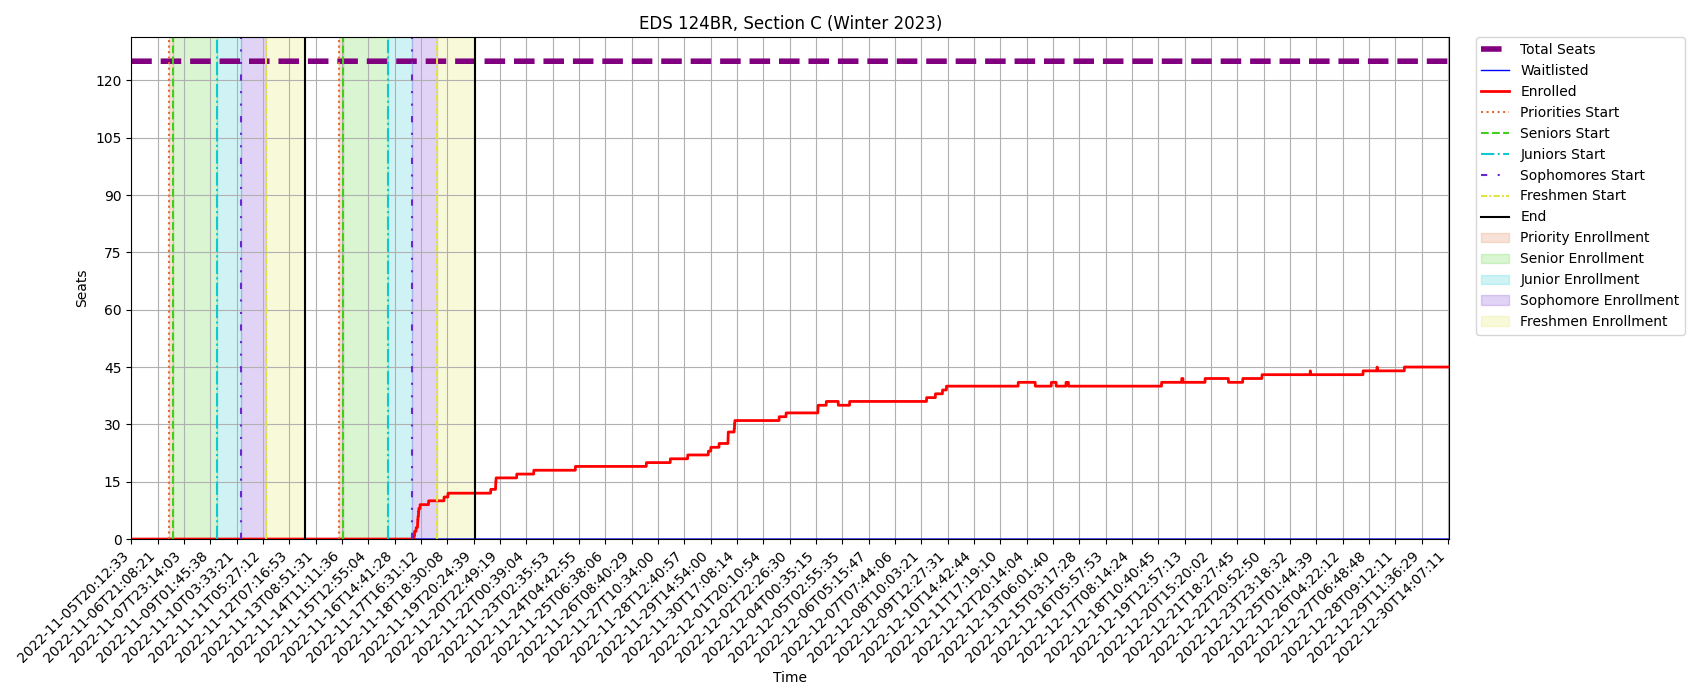 EDS 124BR, Section C (Winter 2023)
Seats
120
105
90
75
60
45
30
15
0
2022-11-05T20:12:33
2022-11-06T21:08:21
2022-11-07T23:14:03
2022-11-09T01:45:38
2022-11-10T03:33:21
2022-11-11T05:27:12
2022-11-12T07:16:53
2022-11-13T08:51:31
2022-11-14T11:11:36
2022-11-15T12:55:04
2022-11-16T14:41:28
2022-11-17T16:31:12
2022-11-18T18:30:08
2022-11-19T20:24:39
2022-11-20T22:49:19
2022-11-22T00:39:04
2022-11-23T02:35:53
2022-11-24T04:42:55
2022-11-25T06:38:06
2022-11-26T08:40:29
2022-11-27T10:34:00
2022-11-28T12:40:57
2022-11-29T14:54:00
2022-11-30T17:08:14
2022-12-01T20:10:54
2022-12-02T22:26:30
2022-12-04T00:35:15
2022-12-05T02:55:35
2022-12-06T05:15:47
2022-12-07T07:44:06
2022-12-08T10:03:21
2022-12-09T12:27:31
2022-12-10T14:42:44
2022-12-11T17:19:10
2022-12-12T20:14:04
2022-12-13T06:01:40
2022-12-15T03:17:28
2022-12-16T05:57:53
2022-12-17T08:14:24
2022-12-18T10:40:45
2022-12-19T12:57:13
2022-12-20T15:20:02
2022-12-21T18:27:45
2022-12-22T20:52:50
2022-12-23T23:18:32
2022-12-25T01:44:39
2022-12-26T04:22:12
2022-12-27T06:48:48
2022-12-28T09:12:11
2022-12-29T11:36:29
2022-12-30T14:07:11
Time
Total Seats
Waitlisted
Enrolled
Priorities Start
Seniors Start
Juniors Start
Sophomores Start
Freshmen Start
End
Priority Enrollment
Senior Enrollment
Junior Enrollment
Sophomore Enrollment
Freshmen Enrollment